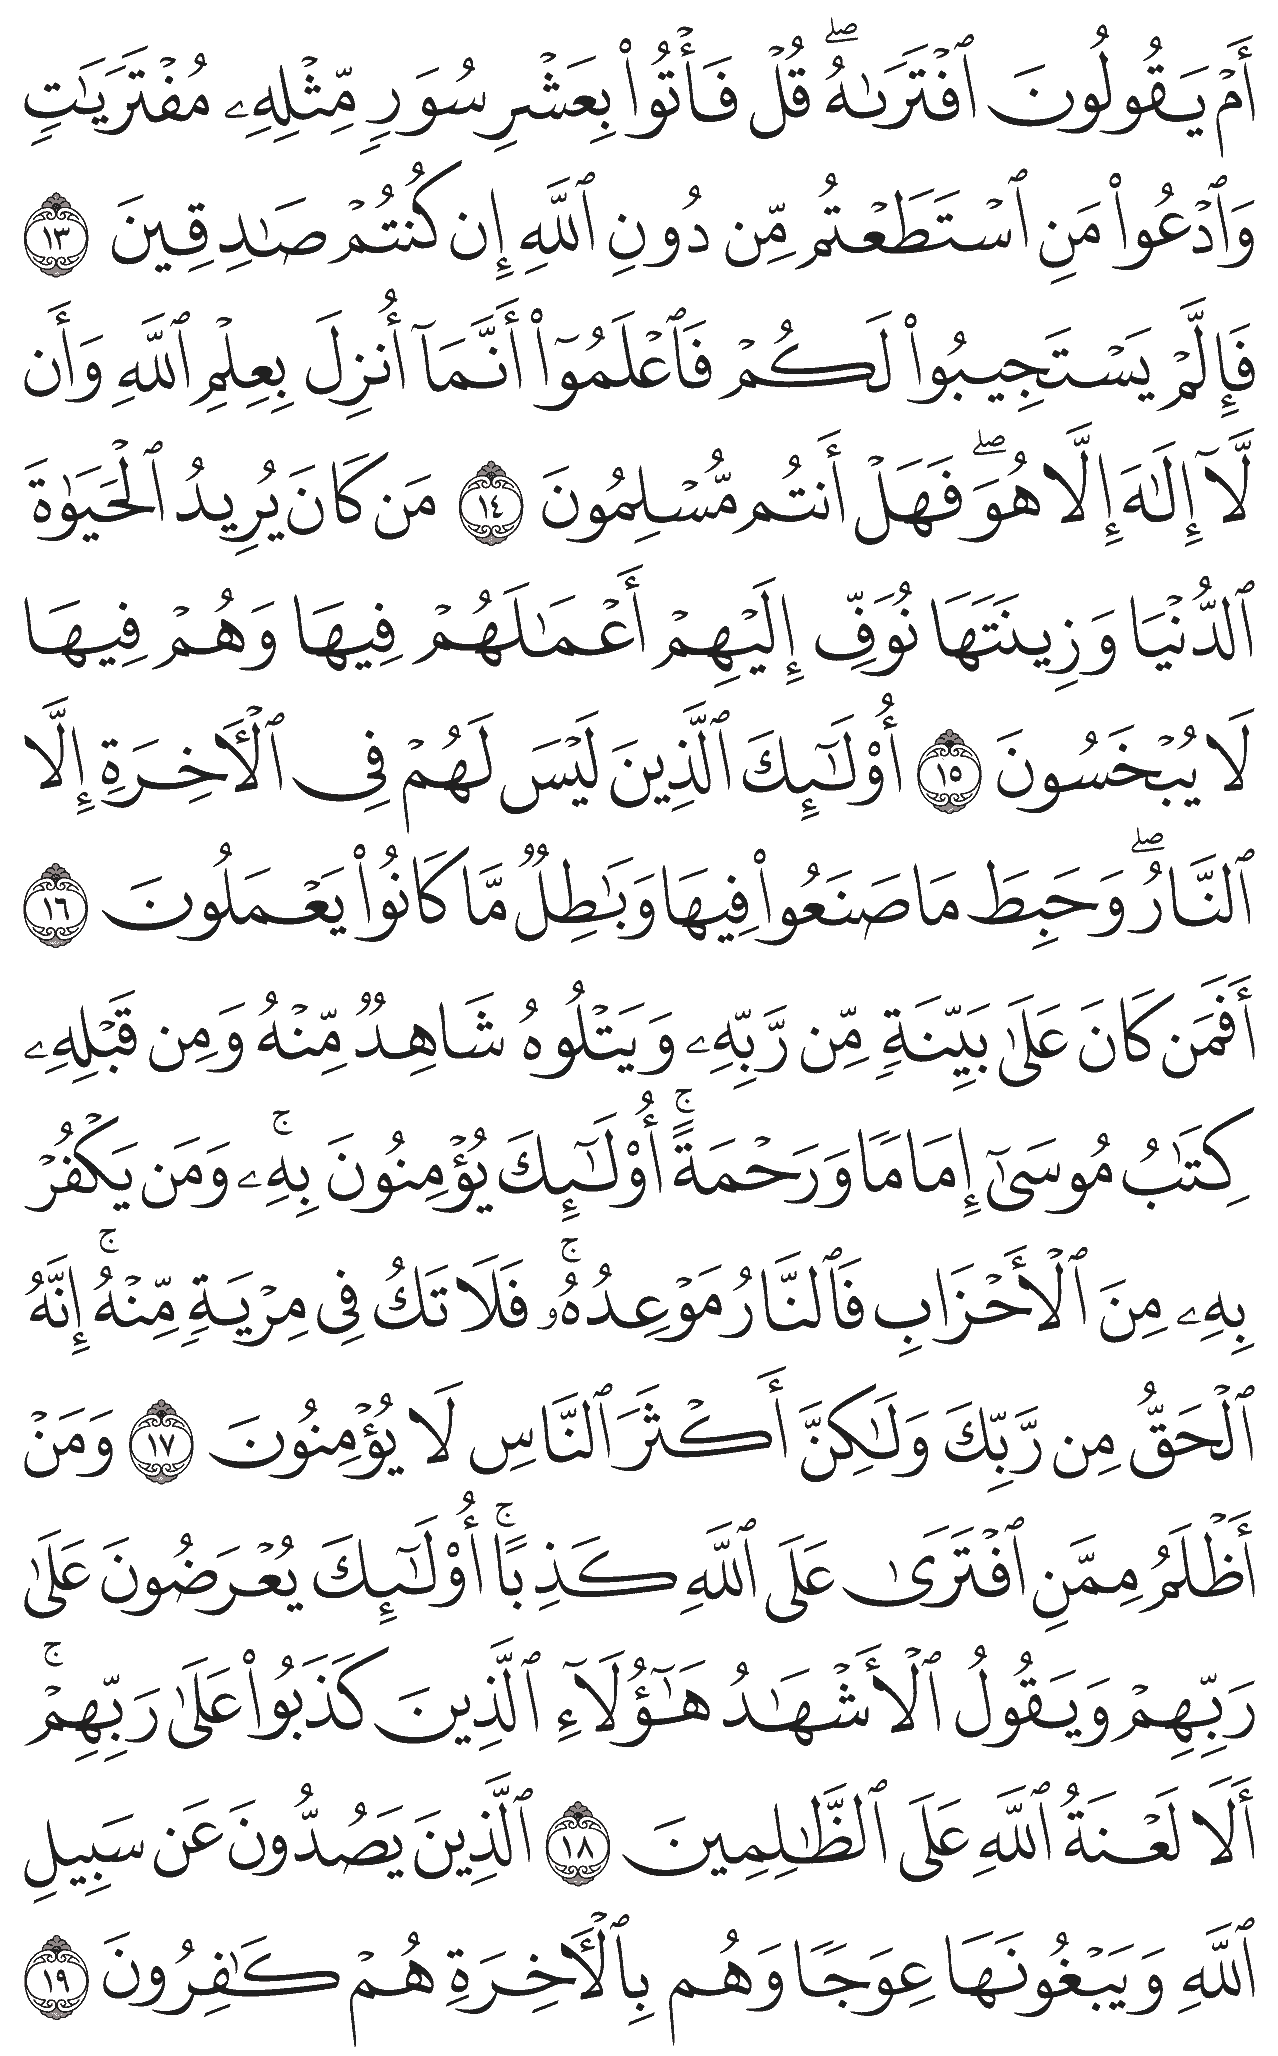 أَمۡ يَقُولُونَ ٱفۡتَرَىٰهُۖ قُلۡ فَأۡتُواْ بِعَشۡرِ سُوَرٖ مِّثۡلِهِۦ مُفۡتَرَيَٰتٖ
وَٱدۡعُواْ مَنِ ٱسۡتَطَعۡتُم مِّن دُونِ ٱللَّهِ إِن كُنتُمۡ صَٰدِقِينَ ١٣
فَإِلَّمۡ يَسۡتَجِيبُواْ لَكُمۡ فَٱعۡلَمُوٓاْ أَنَّمَآ أُنزِلَ بِعِلۡمِ ٱللَّهِ وَأَن
لَّآ إِلَٰهَ إِلَّا هُوَۖ فَهَلۡ أَنتُم مُّسۡلِمُونَ ١٤ مَن كَانَ يُرِيدُ ٱلۡحَيَوٰةَ
ٱلدُّنۡيَا وَزِينَتَهَا نُوَفِّ إِلَيۡهِمۡ أَعۡمَٰلَهُمۡ فِيهَا وَهُمۡ فِيهَا
لَا يُبۡخَسُونَ ١٥ أُوْلَٰٓئِكَ ٱلَّذِينَ لَيۡسَ لَهُمۡ فِي ٱلۡأٓخِرَةِ إِلَّا
ٱلنَّارُۖ وَحَبِطَ مَا صَنَعُواْ فِيهَا وَبَٰطِلٞ مَّا كَانُواْ يَعۡمَلُونَ ١٦
أَفَمَن كَانَ عَلَىٰ بَيِّنَةٖ مِّن رَّبِّهِۦ وَيَتۡلُوهُ شَاهِدٞ مِّنۡهُ وَمِن قَبۡلِهِۦ
كِتَٰبُ مُوسَىٰٓ إِمَامٗا وَرَحۡمَةًۚ أُوْلَٰٓئِكَ يُؤۡمِنُونَ بِهِۦۚ وَمَن يَكۡفُرۡ
بِهِۦ مِنَ ٱلۡأَحۡزَابِ فَٱلنَّارُ مَوۡعِدُهُۥۚ فَلَا تَكُ فِي مِرۡيَةٖ مِّنۡهُۚ إِنَّهُ
ٱلۡحَقُّ مِن رَّبِّكَ وَلَٰكِنَّ أَكۡثَرَ ٱلنَّاسِ لَا يُؤۡمِنُونَ ١٧ وَمَنۡ
أَظۡلَمُ مِمَّنِ ٱفۡتَرَىٰ عَلَى ٱللَّهِ كَذِبًاۚ أُوْلَٰٓئِكَ يُعۡرَضُونَ عَلَىٰ
رَبِّهِمۡ وَيَقُولُ ٱلۡأَشۡهَٰدُ هَٰٓؤُلَآءِ ٱلَّذِينَ كَذَبُواْ عَلَىٰ رَبِّهِمۡۚ
أَلَا لَعۡنَةُ ٱللَّهِ عَلَى ٱلظَّٰلِمِينَ ١٨ ٱلَّذِينَ يَصُدُّونَ عَن سَبِيلِ
ٱللَّهِ وَيَبۡغُونَهَا عِوَجٗا وَهُم بِٱلۡأٓخِرَةِ هُمۡ كَٰفِرُونَ ١٩